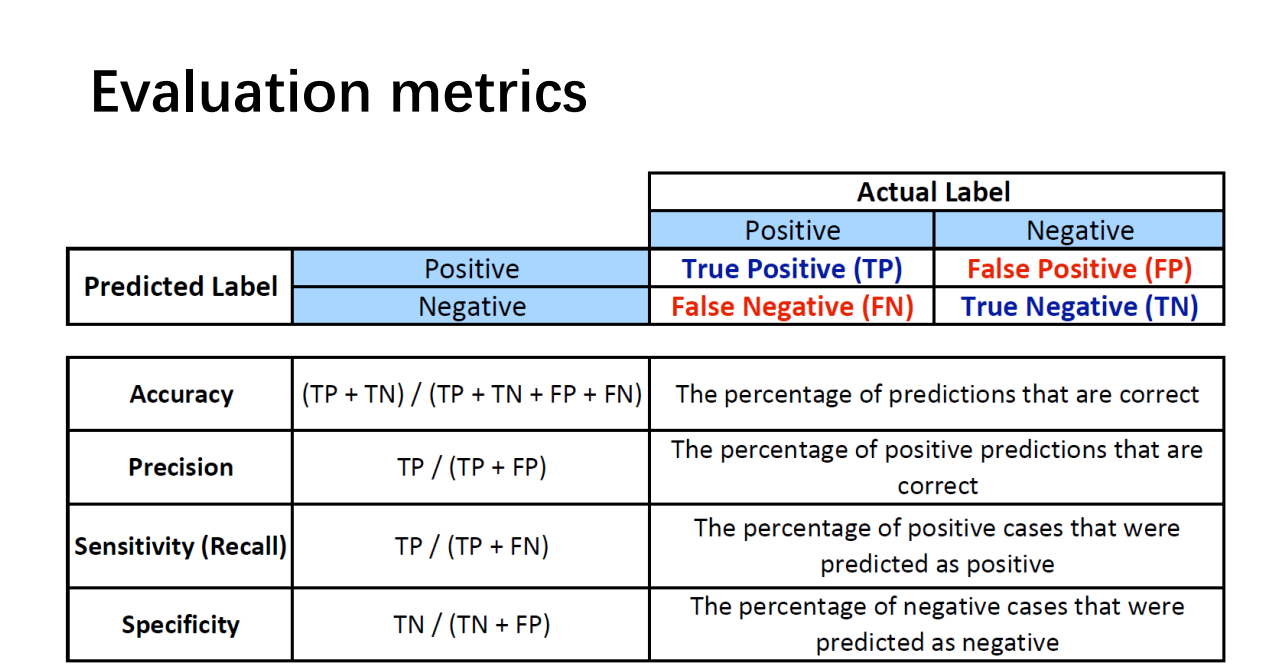 Evaluation metrics
Actual Label
Positive Negative
Predicted Label Positive True Positive (TP) False Positive (FP)
Negative False Negative (FN) True Negative (TN)
Accuracy (TP + TN) / (TP + TN + FP + FN) The percentage of predictions that are correct
Precision TP / (TP + FP) The percentage of positive predictions that are
correct
Sensitivity (Recall) TP / (TP + FN) The percentage of positive cases that were
predicted as positive
Specificity TN / (TN + FP) The percentage of negative cases that were
predicted as negative